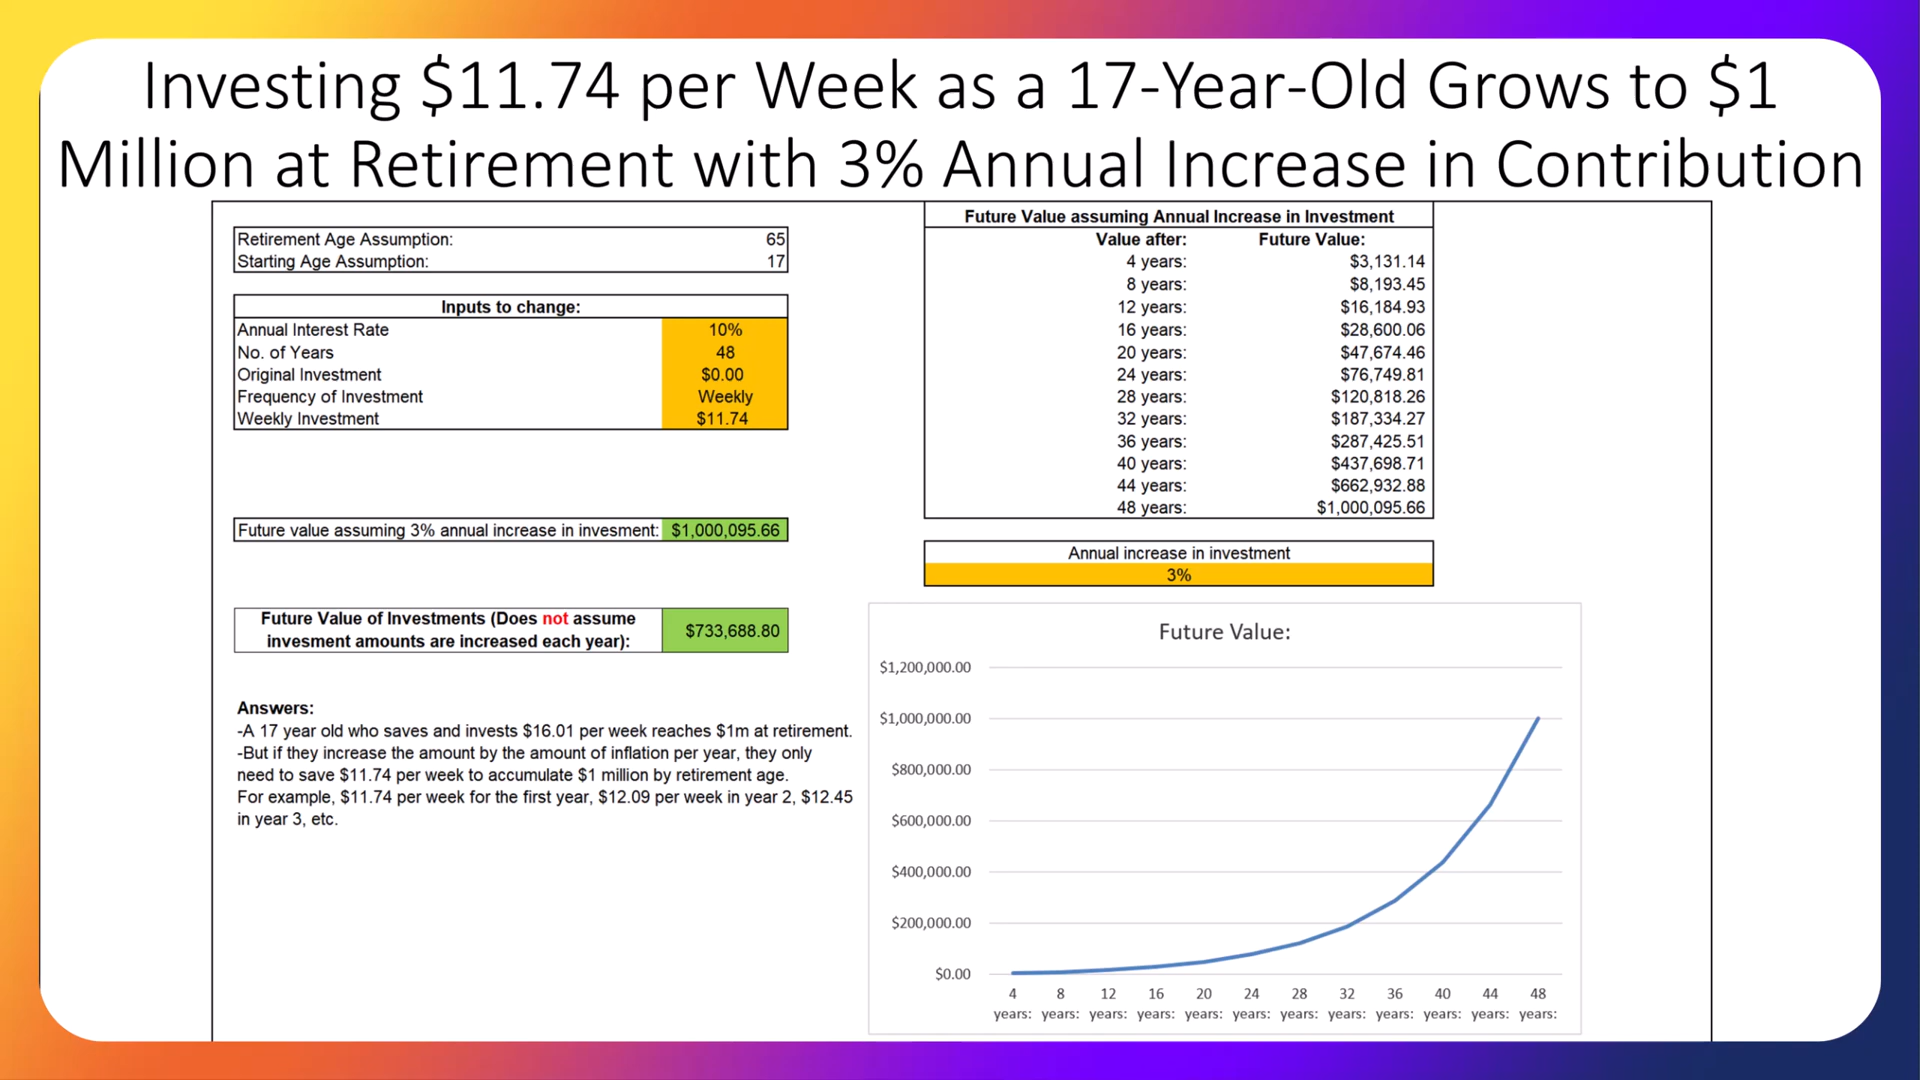 Investing $11.74 per Week as a 17-Year-Old Grows to $1
Million at Retirement with 3% Annual Increase in Contribution
Retirement Age Assumption: 65
Starting Age Assumption: 17
Inputs to change:
Annual Interest Rate 10%
No. of Years 48
Original Investment $0.00
Frequency of Investment Weekly
Weekly Investment $11.74
Future value assuming 3% annual increase in invesment: $1,000,095.66
Future Value of Investments (Does not assume
invesment amounts are increased each year): $733,688.80
Answers:
-A 17 year old who saves and invests $16.01 per week reaches $1m at retirement.
-But if they increase the amount by the amount of inflation per year, they only
need to save $11.74 per week to accumulate $1 million by retirement age.
For example, $11.74 per week for the first year, $12.09 per week in year 2, $12.45
in year 3, etc.
Future Value assuming Annual Increase in Investment
Value after: Future Value:
4 years: $3,131.14
8 years: $8,193.45
12 years: $16,184.93
16 years: $28,600.06
20 years: $47,674.46
24 years: $76,749.81
28 years: $120,818.26
32 years: $187,334.27
36 years: $287,425.51
40 years: $437,698.71
44 years: $662,932.88
48 years: $1,000,095.66
Annual increase in investment
3%
Future Value:
$1,200,000.00
$1,000,000.00
$800,000.00
$600,000.00
$400,000.00
$200,000.00
$0.00
4 8 12 16 20 24 28 32 36 40 44 48
years: years: years: years: years: years: years: years: years: years: years: years: